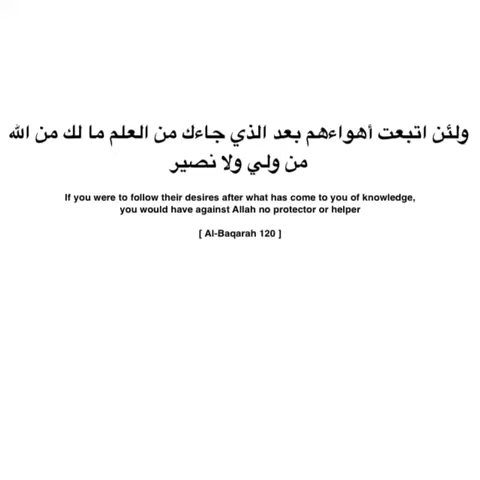 ولئن اتبعت أهواءهم بعد الذي جاءك من العلم ما لك من الله
من ولي ولا نصير
If you were to follow their desires after what has come to you of knowledge,
you would have against Allah no protector or helper
[ Al-Baqarah 120 ]